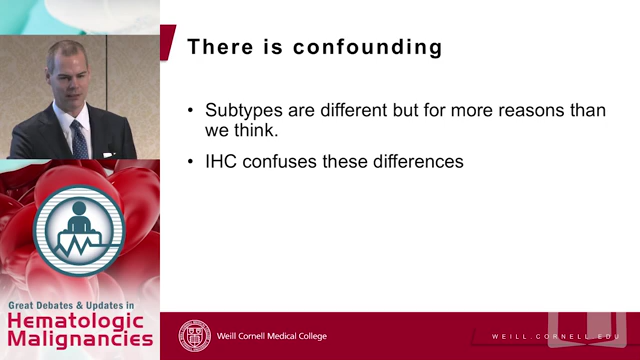 There is confounding
• Subtypes are different but for more reasons than
we think.
• IHC confuses these differences
Great Debates & Updates in
Hematologic
Malignancies
Weill Cornell Medical College
WEILL.CORNELL.EDU